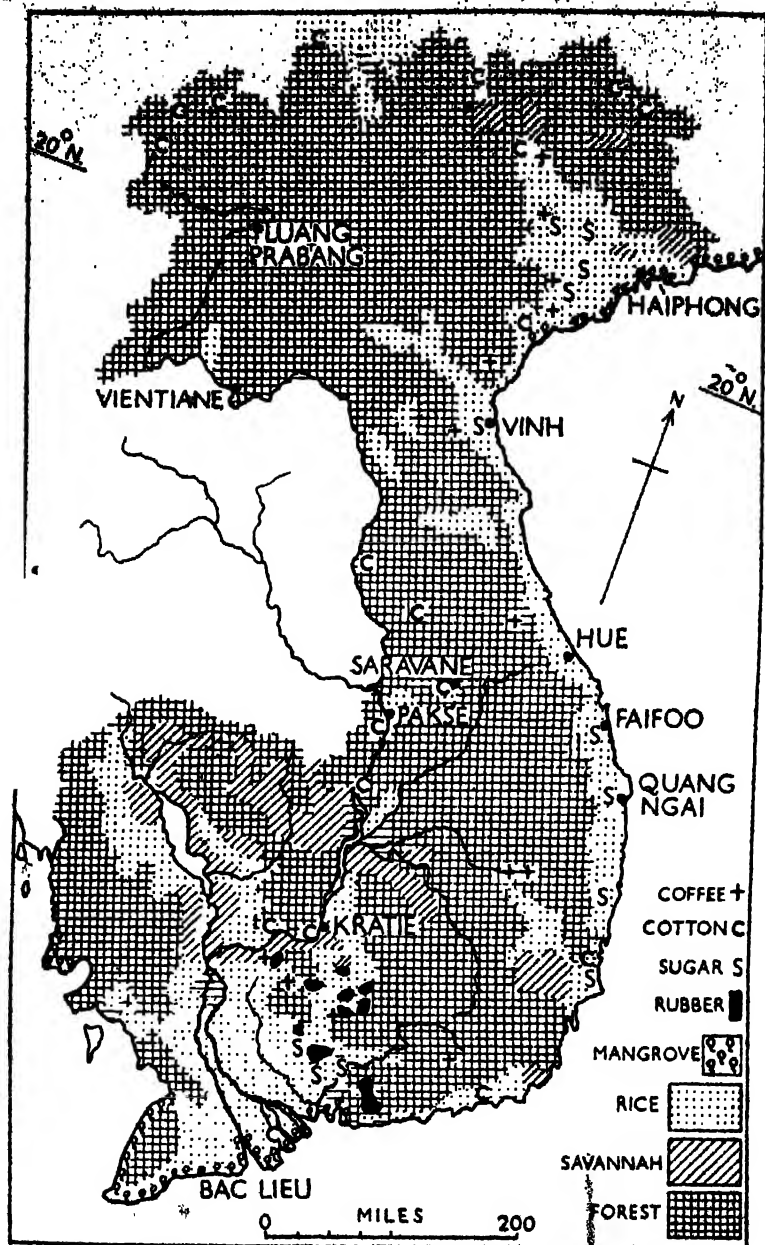 20°N.
LUANG
PRABANG
HAIPHONG
VIENTIANE
20°N.
N
VINH
HUE
SARAVANE
PAKSE
FAIFOO
QUANG
NGAI
KRATIE
COFFEE +
COTTON C
SUGAR S
RUBBER
MANGROVE
RICE
SAVANNAH
FOREST
BAC LIEU
MILES
0 200